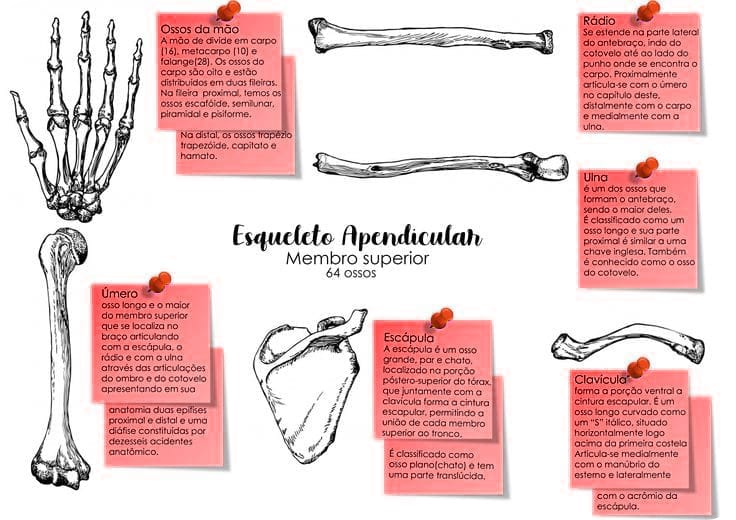 Ossos da mão
A mão de divide em carpo
(16), metacarpo (10) e
falange(28). Os ossos do
carpo são oito e estão
distribuídos em duas fileiras.
Na fileira proximal, temos os
ossos escafóide, semilunar,
piramidal e pisiforme.
Na distal, os ossos trapézio
trapezóide, capitato e
hamato.
Rádio
Se estende na parte lateral
do antebraço, indo do
cotovelo até ao lado do
punho onde se encontra o
carpo. Proximalmente
articula-se com o úmero
no capítulo deste,
distalmente com o carpo
e medialmente com a
ulna.
Ulna
é um dos ossos que
formam o antebraço,
sendo o maior deles.
É classificado como um
osso longo e sua parte
proximal é similar a uma
chave inglesa. Também
é conhecido como o osso
do cotovelo.
Esqueleto Apendicular
Membro superior
64 ossos
Úmero
osso longo e o maior
do membro superior
que se localiza no
braço articulando
com a escápula, o
rádio e com a ulna
através das articulações
do ombro e do cotovelo
apresentando em sua
anatomia duas epífises
proximal e distal e uma
diáfise constituídas por
dezesseis acidentes
anatômico.
Escápula
A escápula é um osso
grande, par e chato,
localizado na porção
póstero-superior do tórax,
que juntamente com a
clavícula forma a cintura
escapular, permitindo a
união de cada membro
superior ao tronco.
É classificado como
osso plano(chato) e tem
uma parte translúcida.
Clavícula
forma a porção ventral a
cintura escapular. É um
osso longo curvado como
um "S" itálico, situado
horizontalmente logo
acima da primeira costela
Articula-se medialmente
com o manúbrio do
esterno e lateralmente
com o acrômio da
escápula.